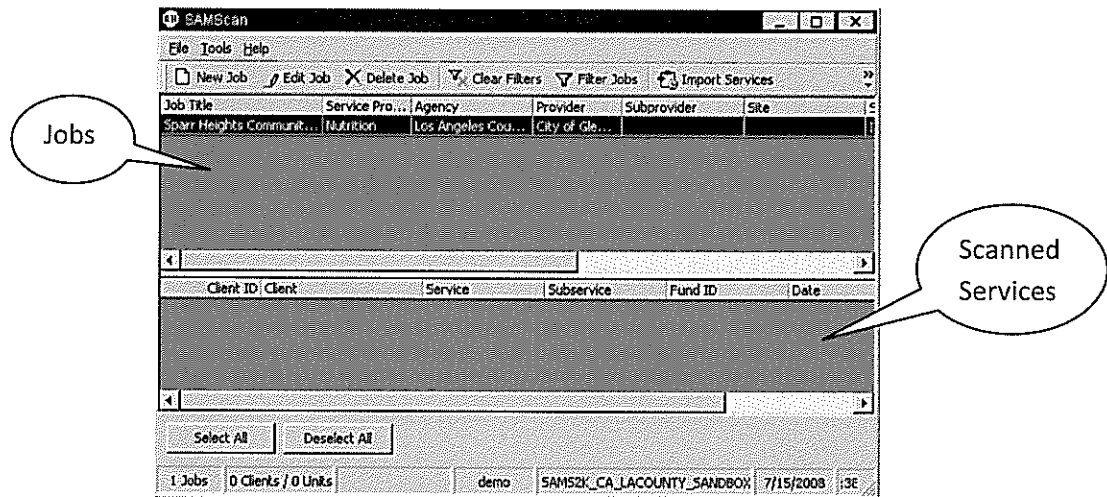 SAMScan
File Tools Help
New Job Edit Job Delete Job Clear Filters Filter Jobs Import Services »
Job Title Service Pro... Agency Provider Subprovider Site S
Sparr Heights Communit... Nutrition Los Angeles Cou... City of Gle...
Jobs
Scanned
Services
Client ID Client Service Subservice Fund ID Date
Select All Deselect All
1 Jobs 0 Clients / 0 Units demo SAMS2K_CA_LACOUNTY_SANDBOX 7/15/2008